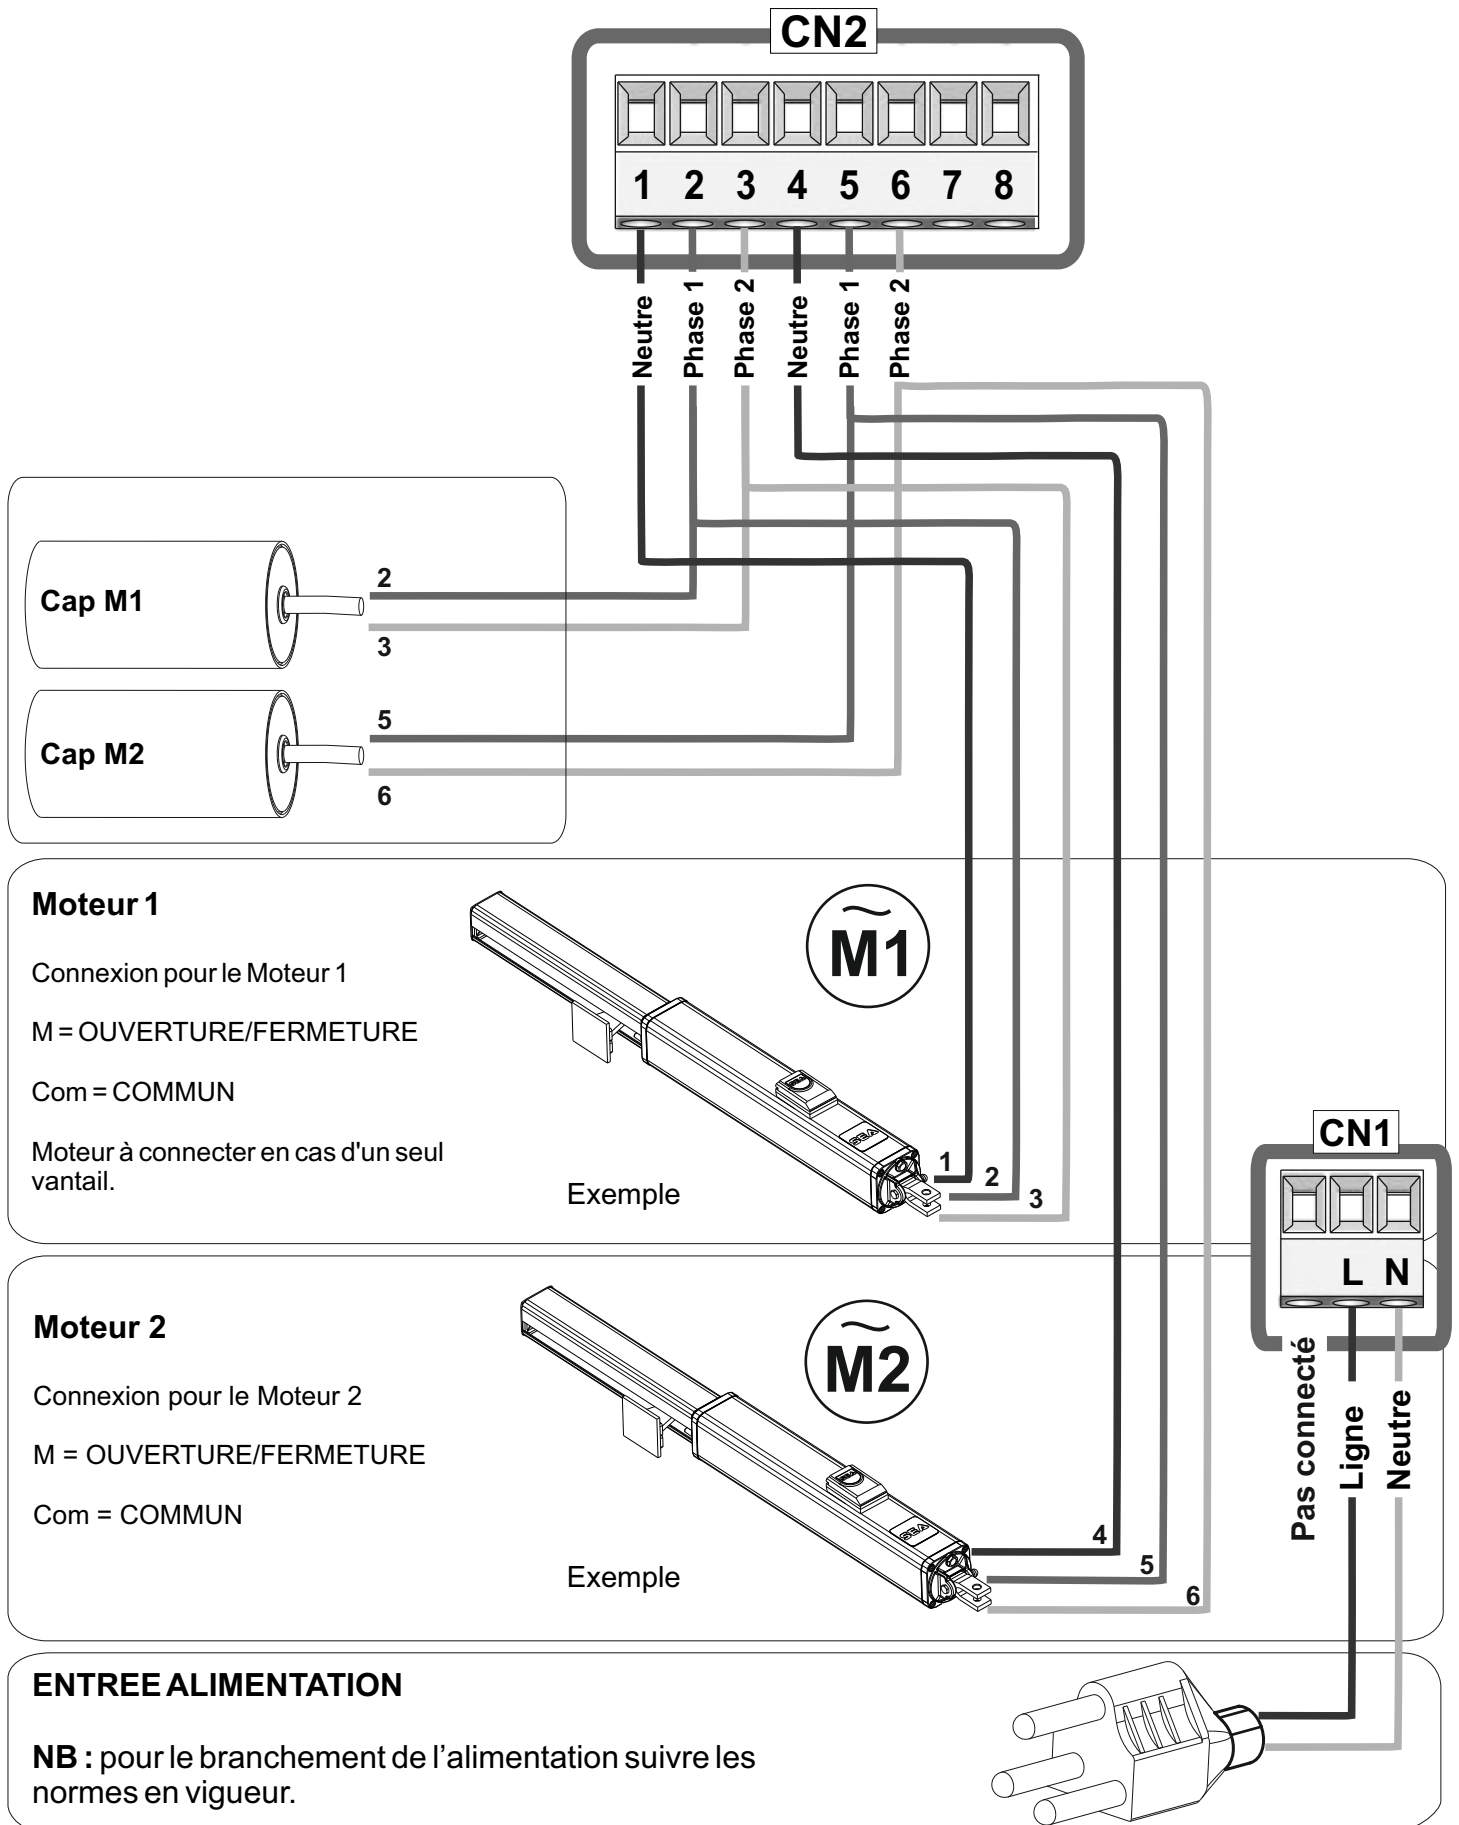 CN2
1 2 3 4 5 6 7 8
Neutre
Phase 1
Phase 2
Neutre
Phase 1
Phase 2
Cap M1
2
3
Cap M2
5
6
Moteur 1
Connexion pour le Moteur 1
M = OUVERTURE/FERMETURE
Com = COMMUN
Moteur à connecter en cas d'un seul
vantail.
Exemple
M1
SEA
1
2
3
CN1
L N
Pas connecté
Ligne
Neutre
Moteur 2
Connexion pour le Moteur 2
M = OUVERTURE/FERMETURE
Com = COMMUN
Exemple
M2
SEA
4
5
6
ENTREE ALIMENTATION
NB : pour le branchement de l’alimentation suivre les
normes en vigueur.